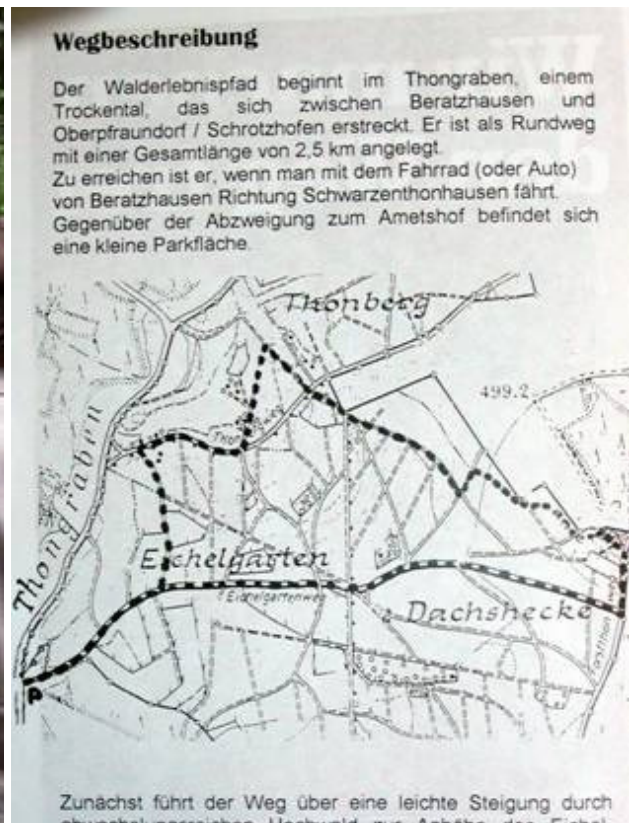 Wegbeschreibung
Der Walderlebnispfad beginnt im Thongraben, einem
Trockental, das sich zwischen Beratzhausen und
Oberpfraundorf / Schrotzhofen erstreckt. Er ist als Rundweg
mit einer Gesamtlänge von 2,5 km angelegt.
Zu erreichen ist er, wenn man mit dem Fahrrad (oder Auto)
von Beratzhausen Richtung Schwarzenthonhausen fährt.
Gegenüber der Abzweigung zum Ametshof befindet sich
eine kleine Parkfläche.
Thonberg
499.2
Thongraben
Eichelgarten
Eichelgartenweg
Dachshecke
P
Zunächst führt der Weg über eine leichte Steigung durch